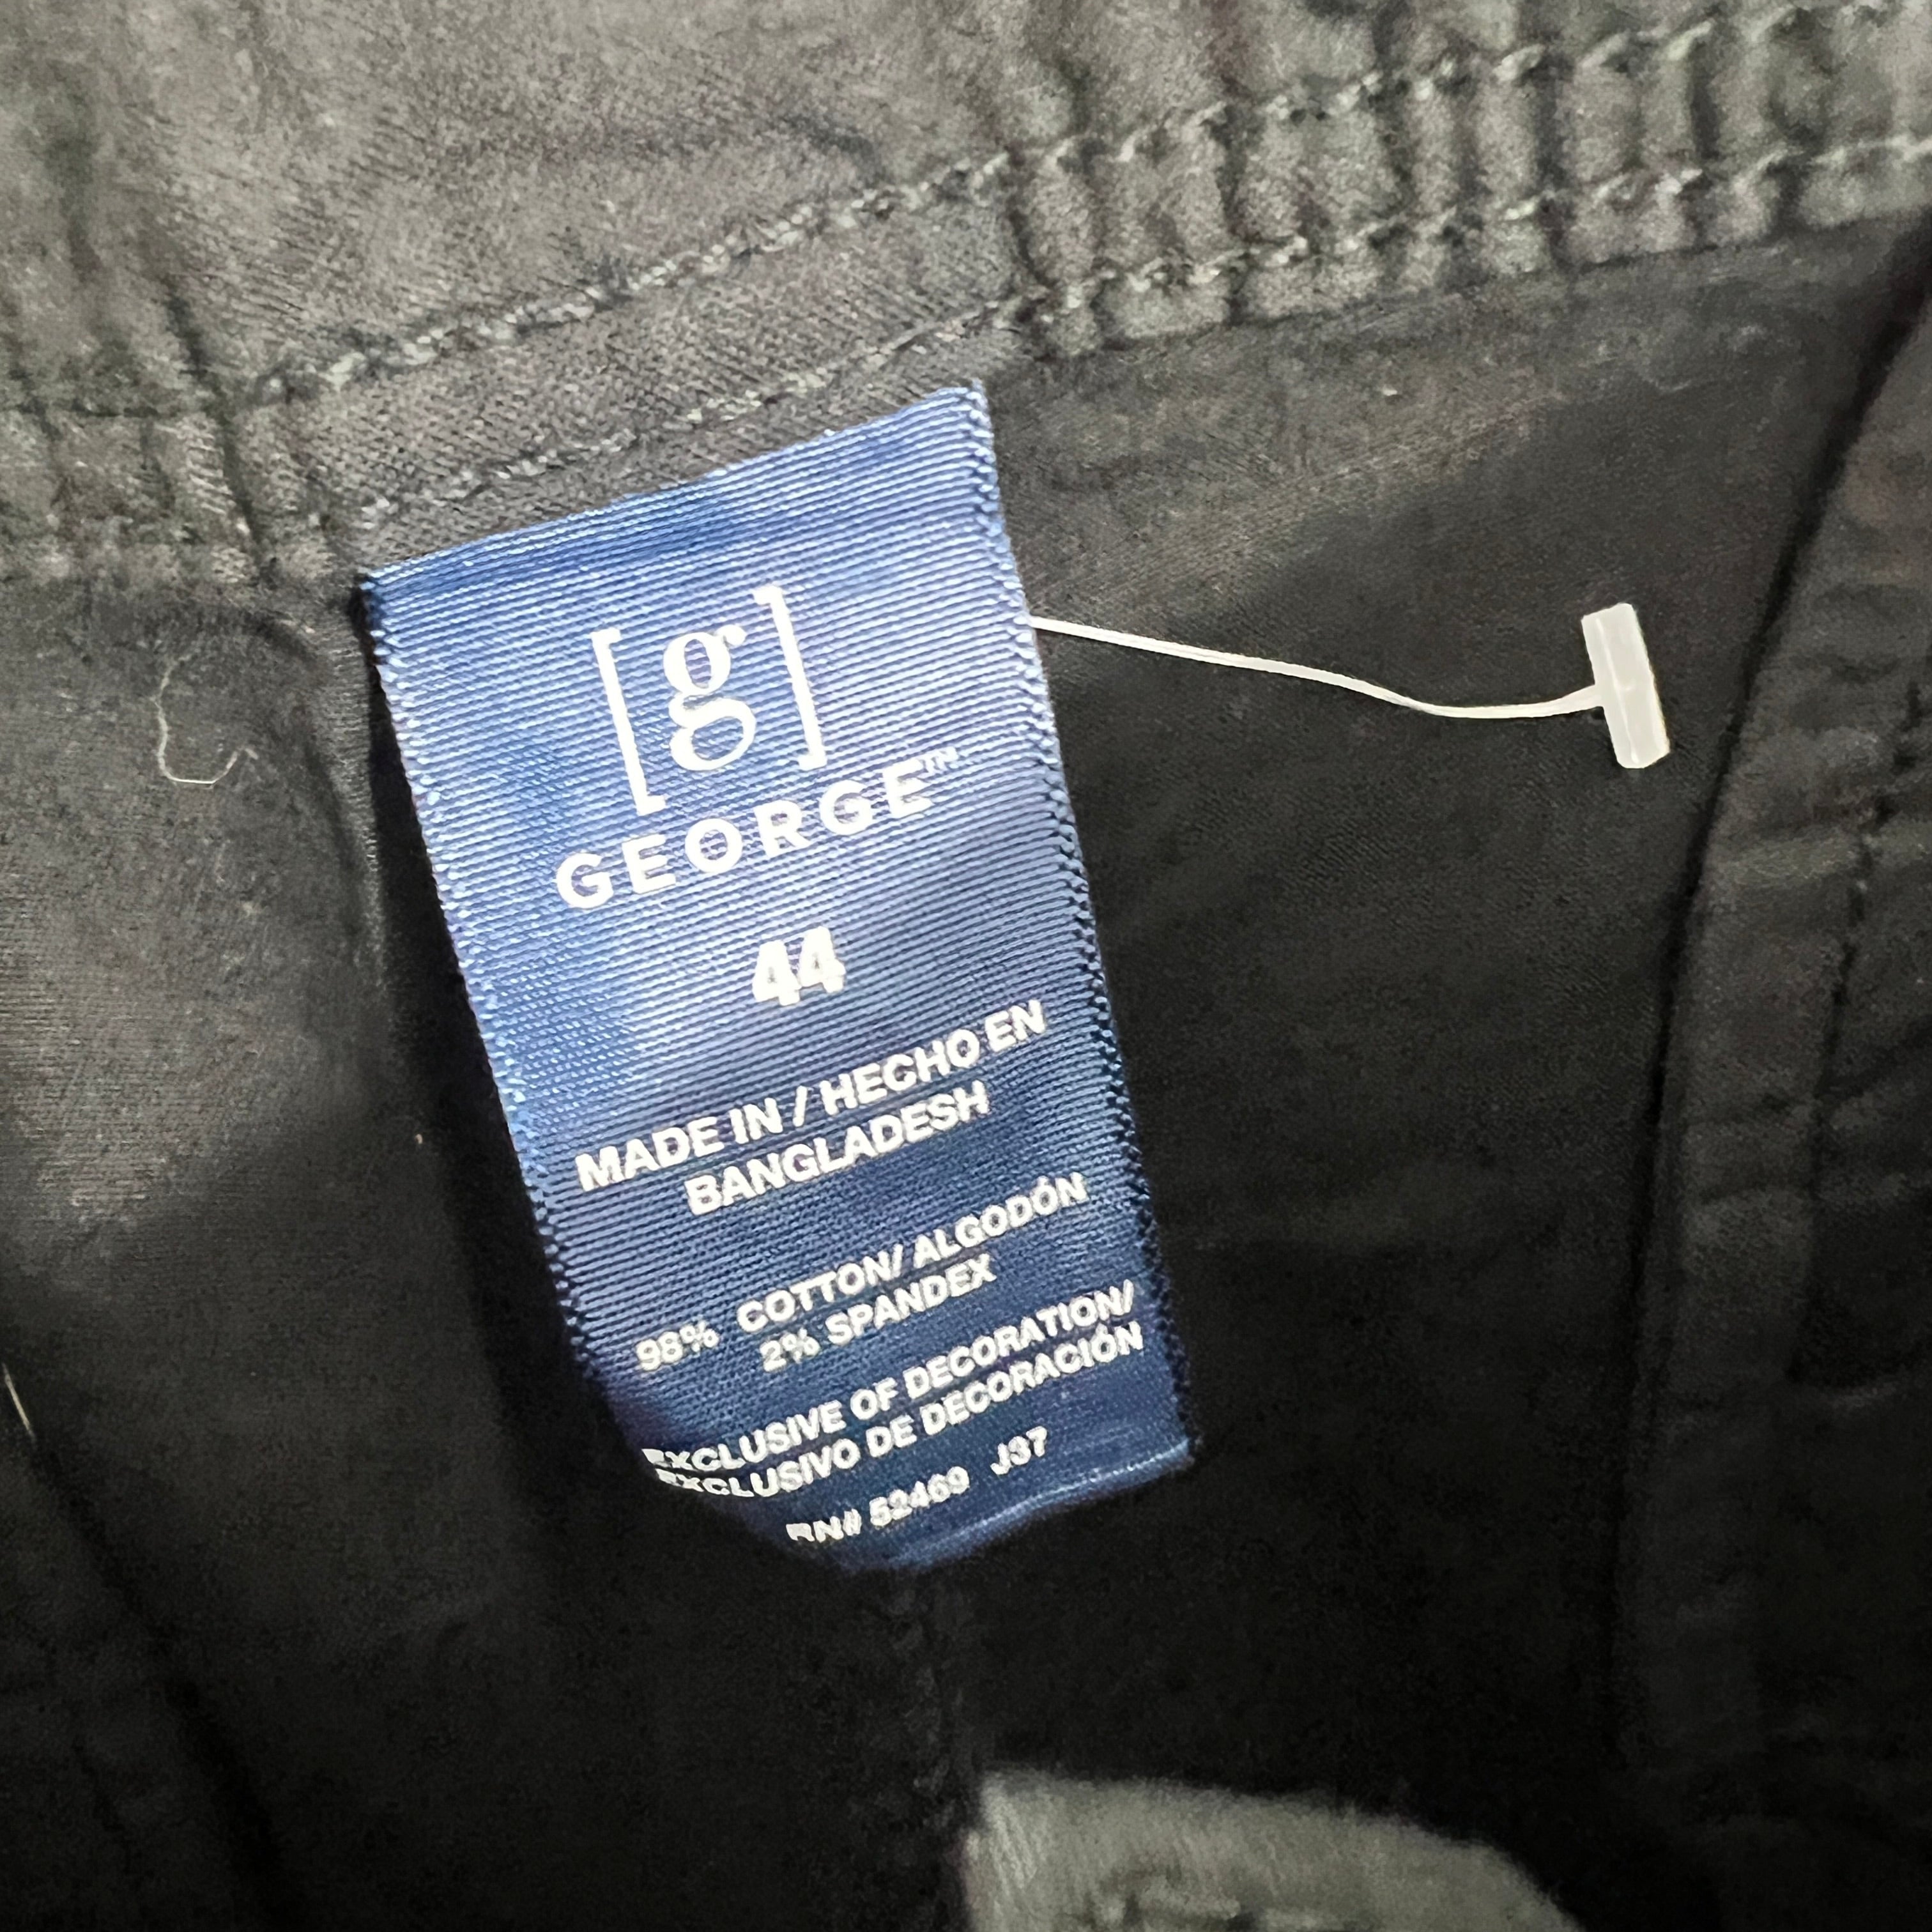 [g]
GEORGE™
44
MADE IN / HECHO EN
BANGLADESH
98% COTTON/ ALGODÓN
2% SPANDEX
EXCLUSIVE OF DECORATION/
EXCLUSIVO DE DECORACIÓN
RN# 52469 J37